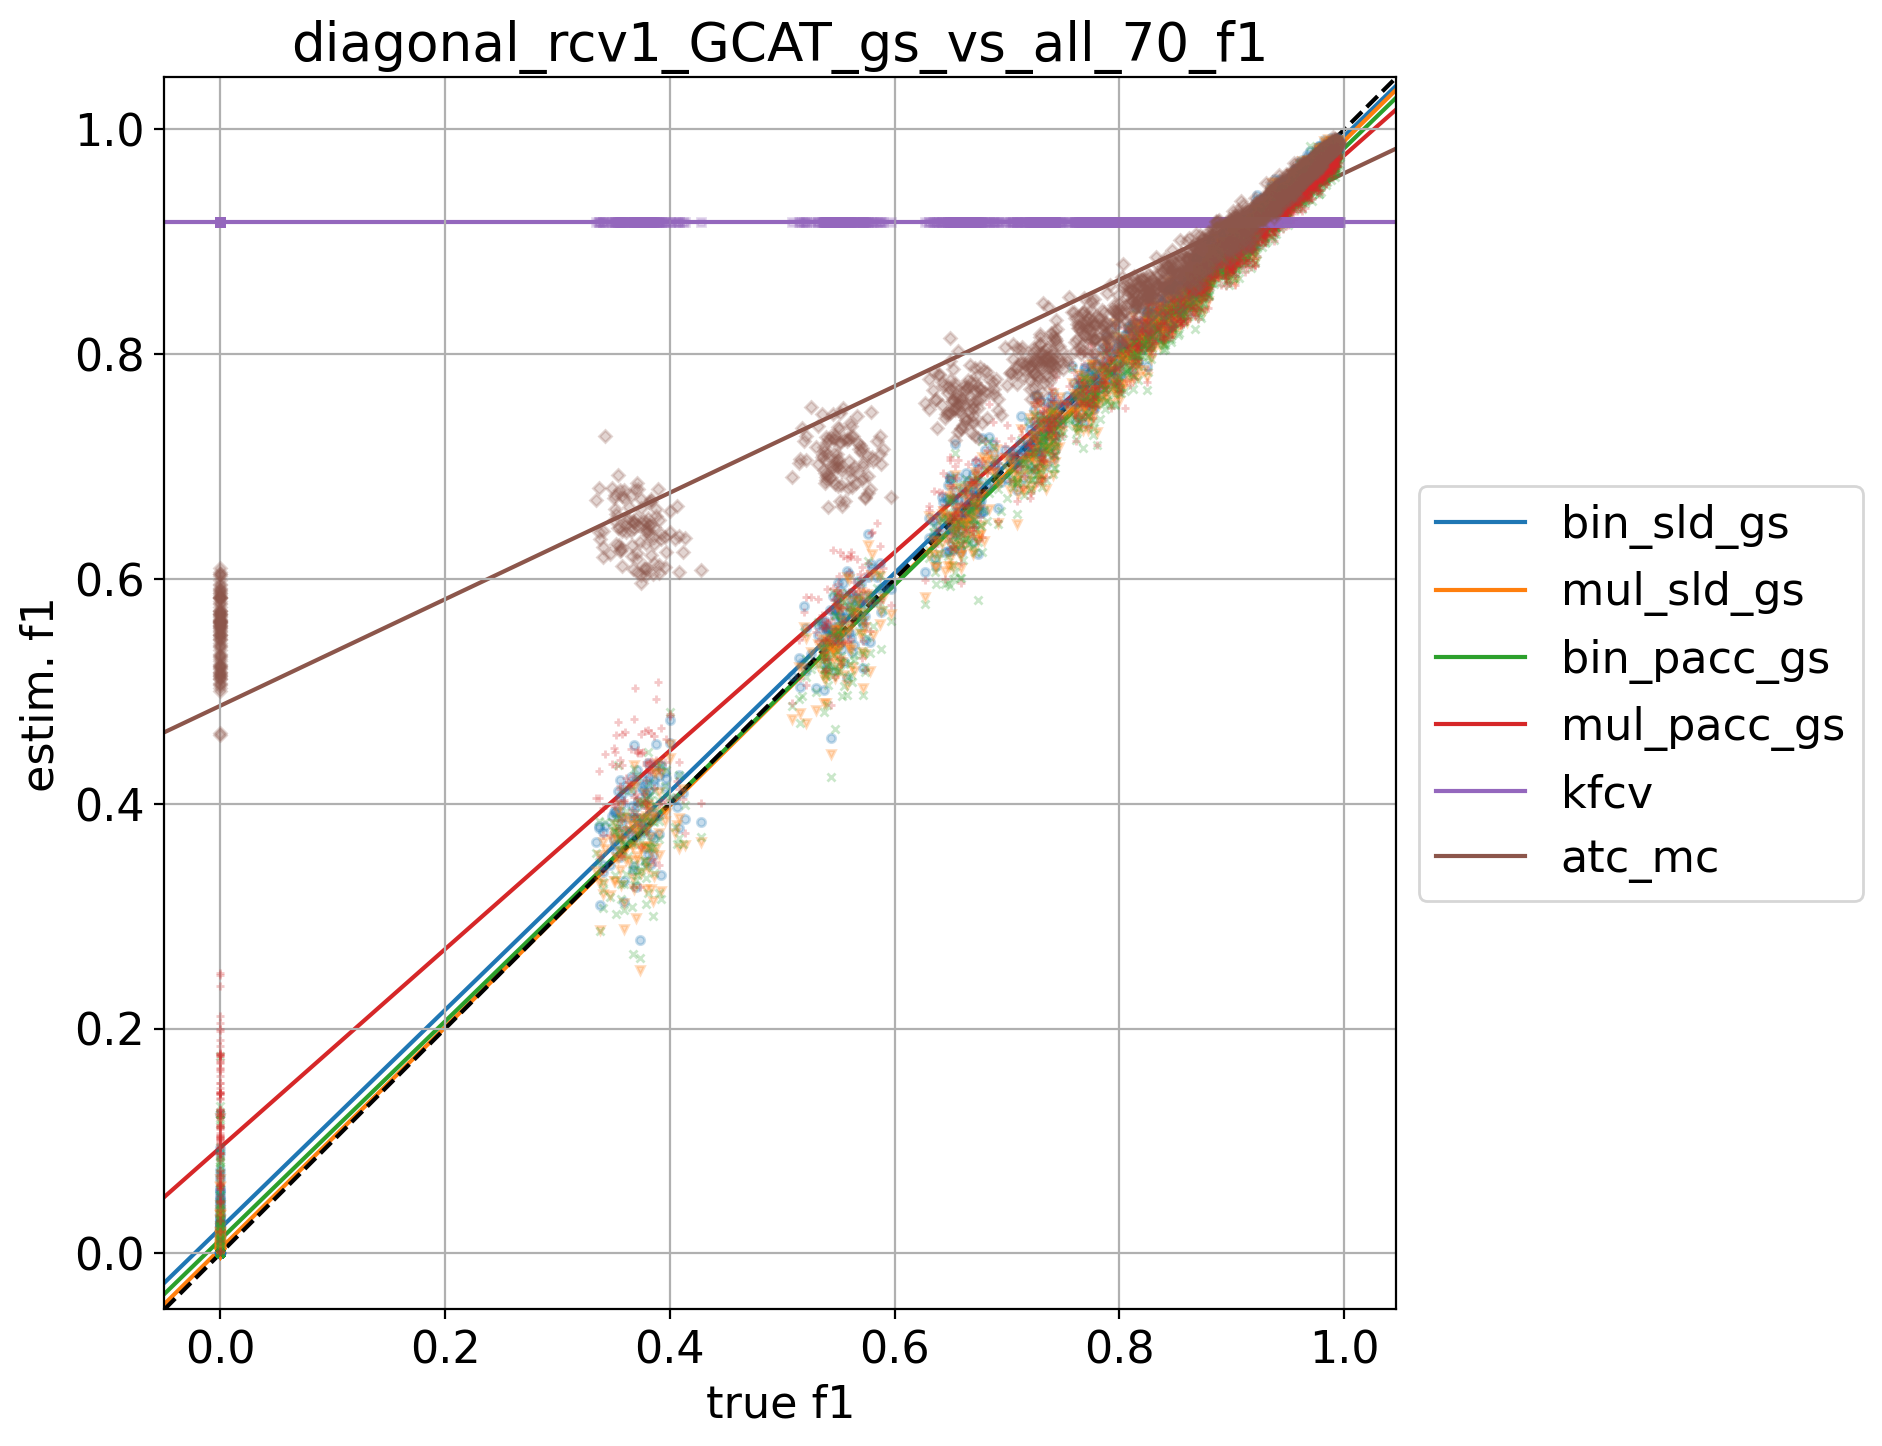 diagonal_rcv1_GCAT_gs_vs_all_70_f1
1.0
0.8
0.6
0.4
0.2
0.0
estim. f1
0.0 0.2 0.4 0.6 0.8 1.0
true f1
bin_sld_gs
mul_sld_gs
bin_pacc_gs
mul_pacc_gs
kfcv
atc_mc